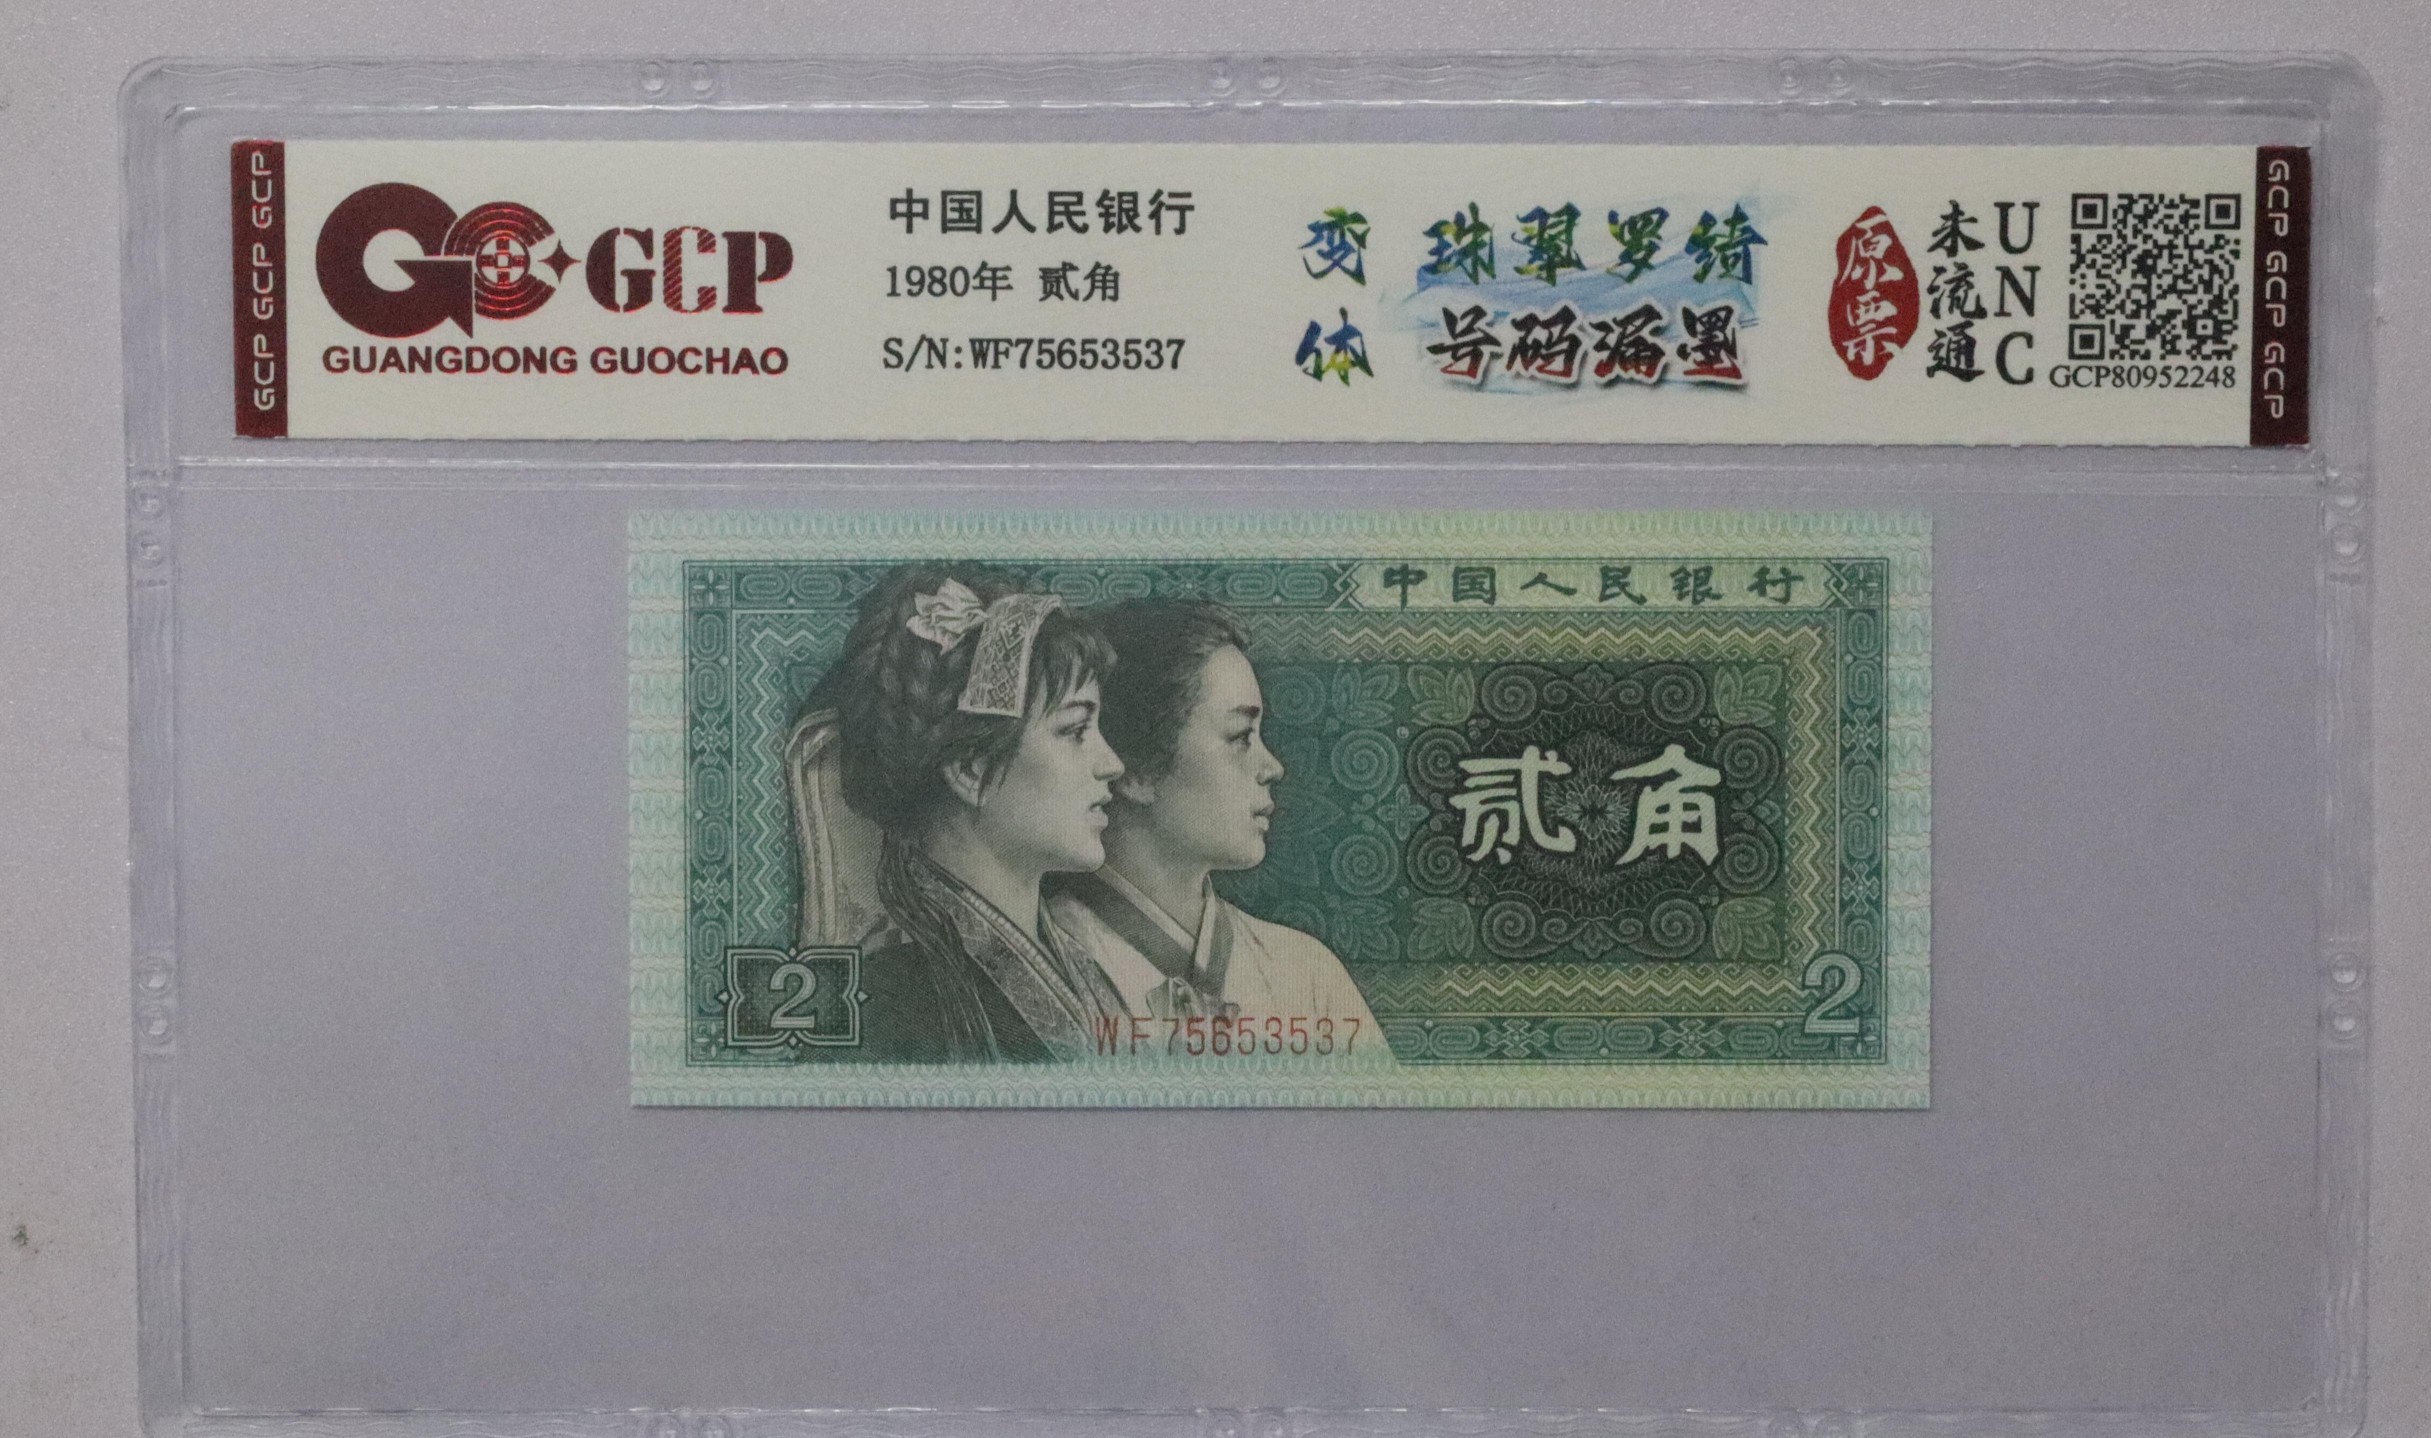 GCP GCP GCP
GCP
GUANGDONG GUOCHAO
中国人民银行
1980年 贰角
S/N:WF75653537
变体
珠翠罗绮
号码漏墨
原票
未流通
UNC
GCP80952248
GCP GCP GCP
中国人民银行
贰角
2
2
WF75653537